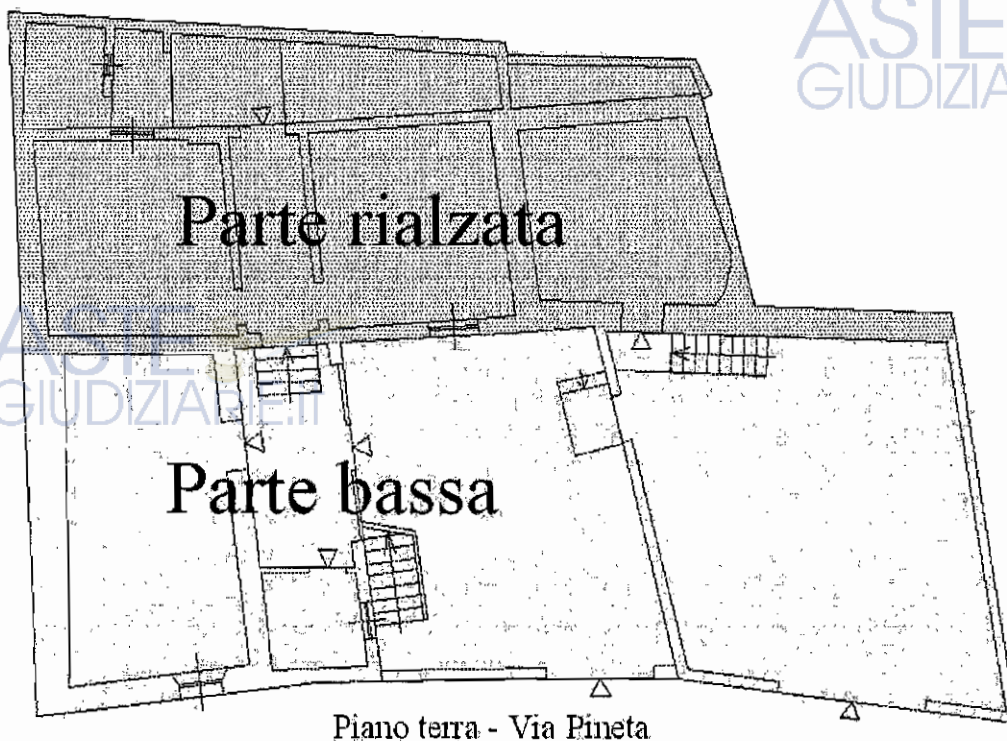 ASTE
GIUDIZIA
Parte rialzata
ASTE
GIUDIZIARIE.IT
Parte bassa
Piano terra - Via Pineta